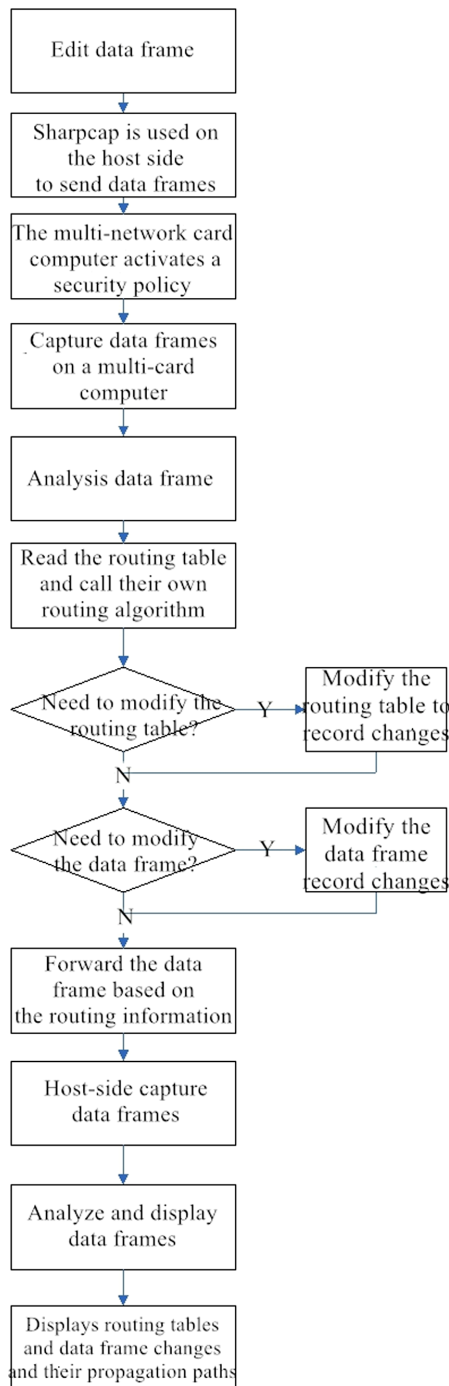 Edit data frame
Sharpcap is used on
the host side
to send data frames
The multi-network card
computer activates a
security policy
Capture data frames
on a multi-card
computer
Analysis data frame
Read the routing table
and call their own
routing algorithm
Need to modify the
routing table?
Y
Modify the
routing table to
record changes
N
Need to modify
the data frame?
Y
Modify the
data frame
record changes
N
Forward the data
frame based on
the routing information
Host-side capture
data frames
Analyze and display
data frames
Displays routing tables
and data frame changes
and their propagation paths